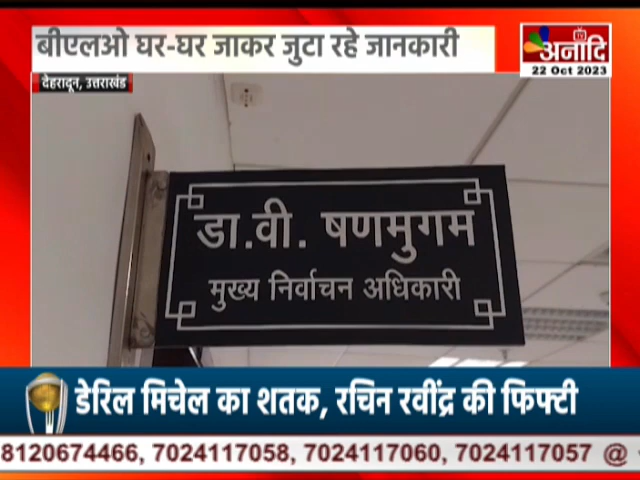 बीएलओ घर-घर जाकर जुटा रहे जानकारी
अनादि
TV
22 Oct 2023
देहरादून, उत्तराखंड
डा.वी. षणमुगम
मुख्य निर्वाचन अधिकारी
डेरिल मिचेल का शतक, रचिन रवींद्र की फिफ्टी
8120674466, 7024117058, 7024117060, 7024117057 @